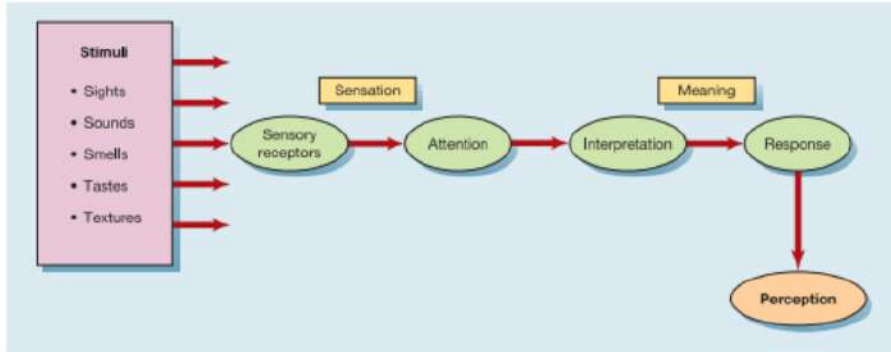 Stimuli
• Sights
• Sounds
• Smells
• Tastes
• Textures
Sensation
Meaning
Sensory
receptors
Attention
Interpretation
Response
Perception